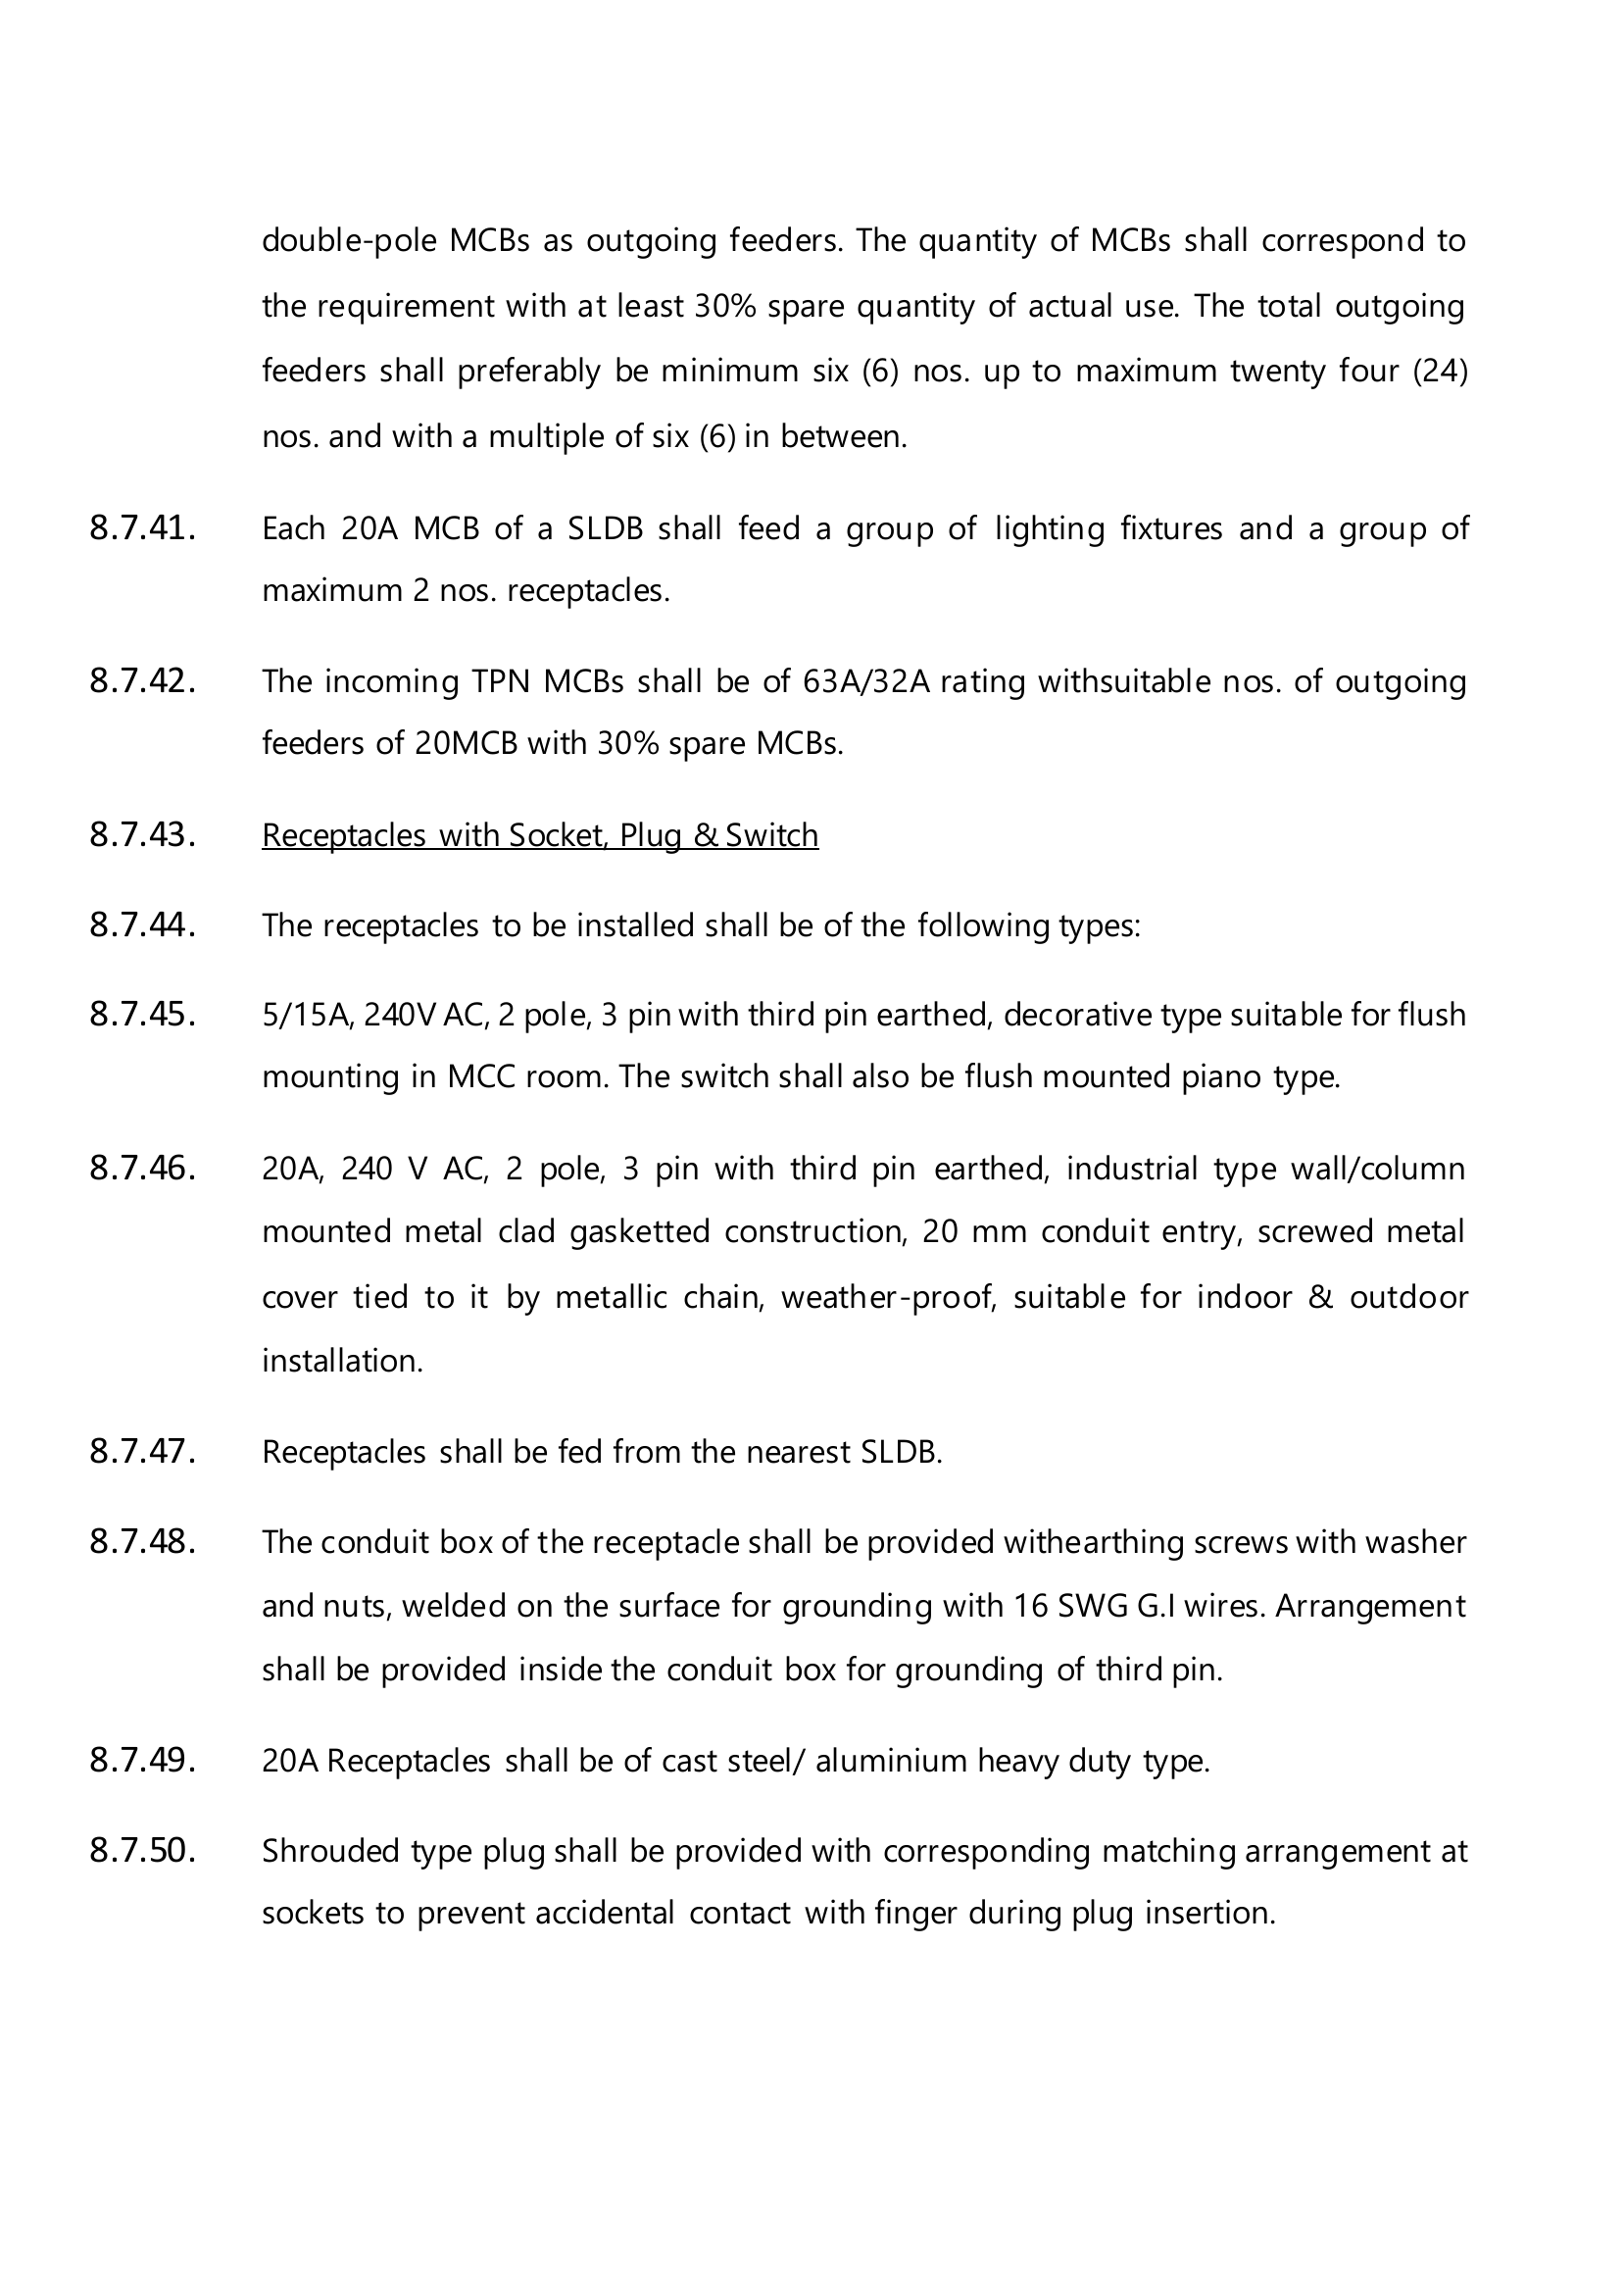 double-pole MCBs as outgoing feeders. The quantity of MCBs shall correspond to
the requirement with at least 30% spare quantity of actual use. The total outgoing
feeders shall preferably be minimum six (6) nos. up to maximum twenty four (24)
nos. and with a multiple of six (6) in between.
8.7.41. Each 20A MCB of a SLDB shall feed a group of lighting fixtures and a group of
maximum 2 nos. receptacles.
8.7.42. The incoming TPN MCBs shall be of 63A/32A rating withsuitable nos. of outgoing
feeders of 20MCB with 30% spare MCBs.
8.7.43. Receptacles with Socket, Plug & Switch
8.7.44. The receptacles to be installed shall be of the following types:
8.7.45. 5/15A, 240V AC, 2 pole, 3 pin with third pin earthed, decorative type suitable for flush
mounting in MCC room. The switch shall also be flush mounted piano type.
8.7.46. 20A, 240 V AC, 2 pole, 3 pin with third pin earthed, industrial type wall/column
mounted metal clad gasketted construction, 20 mm conduit entry, screwed metal
cover tied to it by metallic chain, weather-proof, suitable for indoor & outdoor
installation.
8.7.47. Receptacles shall be fed from the nearest SLDB.
8.7.48. The conduit box of the receptacle shall be provided withearthing screws with washer
and nuts, welded on the surface for grounding with 16 SWG G.I wires. Arrangement
shall be provided inside the conduit box for grounding of third pin.
8.7.49. 20A Receptacles shall be of cast steel/ aluminium heavy duty type.
8.7.50. Shrouded type plug shall be provided with corresponding matching arrangement at
sockets to prevent accidental contact with finger during plug insertion.